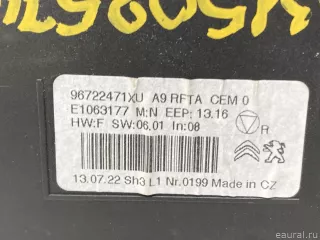 96722471XU A9 RFTA CEM 0
E1063177 M:N EEP: 13.16
HW:F SW:06.01 In:08
R
13.07.22 Sh3 L1 Nr.0199 Made in CZ
eaural.ru